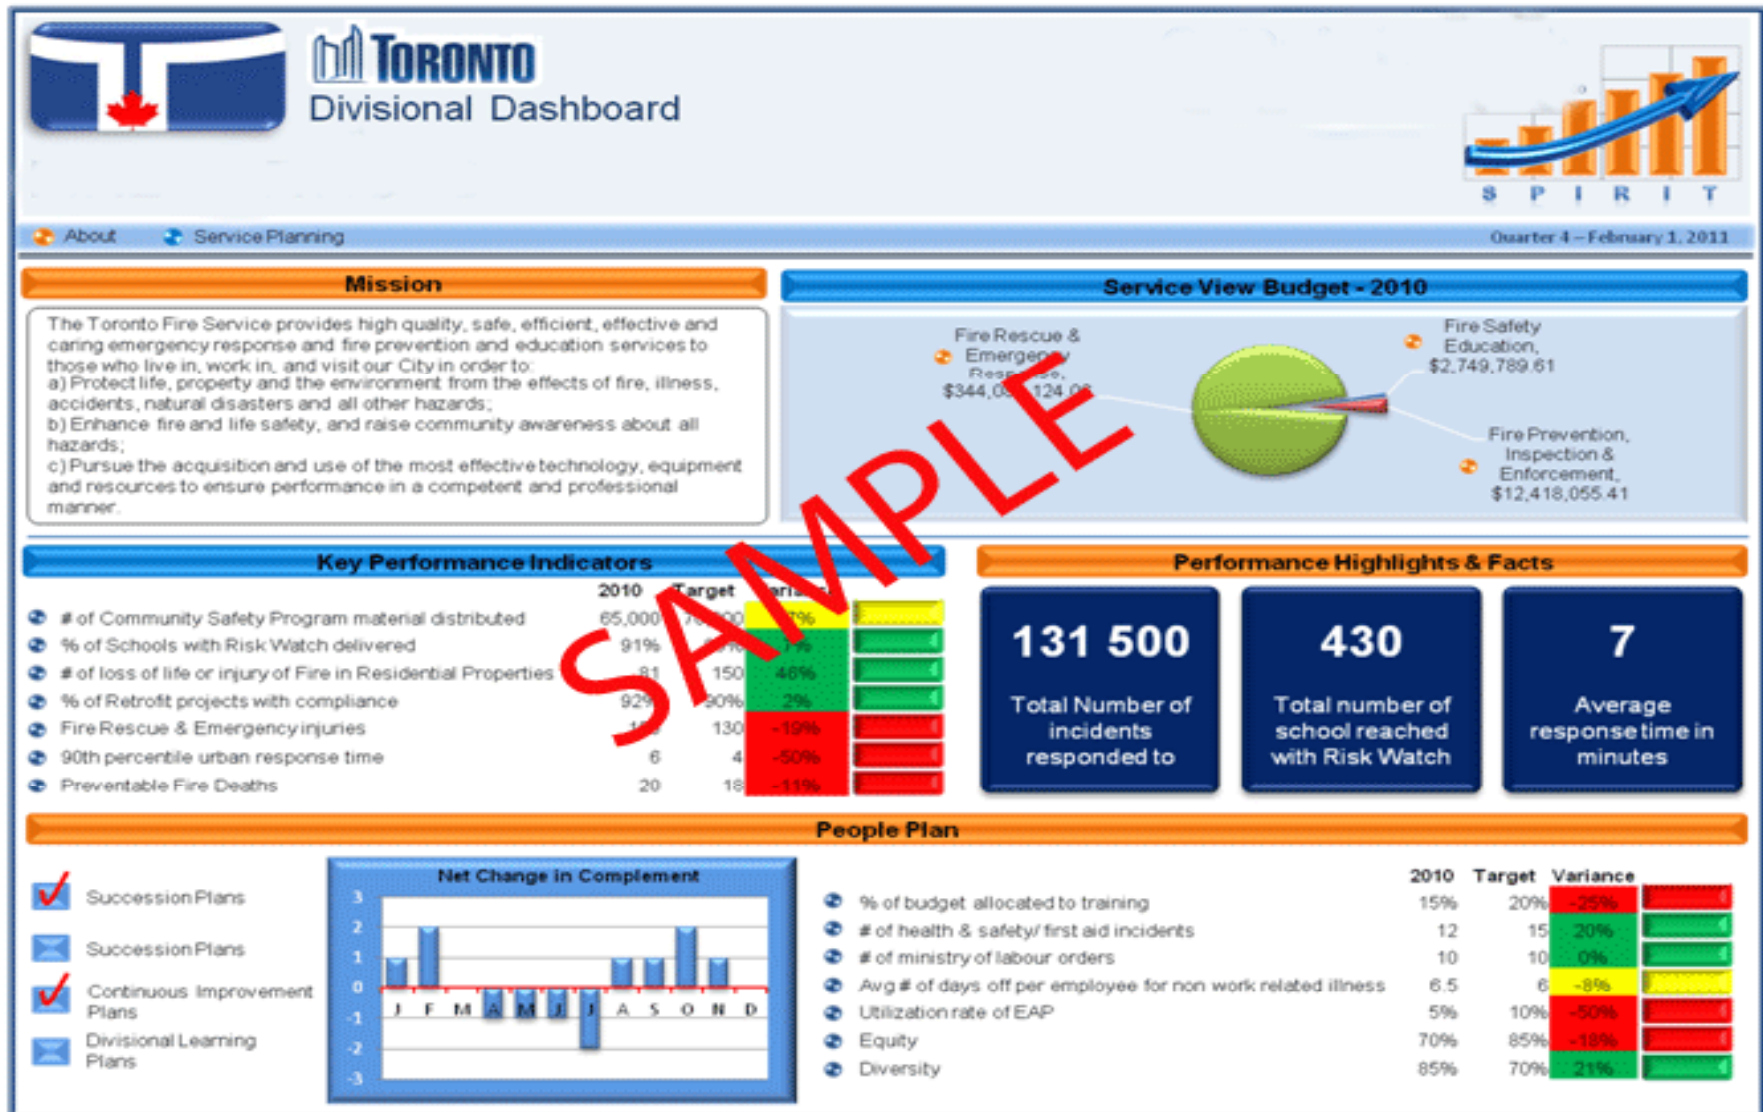 TORONTO
Divisional Dashboard
S P I R I T
About
Service Planning
Quarter 4 – February 1, 2011
Mission
The Toronto Fire Service provides high quality, safe, efficient, effective and
caring emergency response and fire prevention and education services to
those who live in, work in, and visit our City in order to:
a) Protect life, property and the environment from the effects of fire, illness,
accidents, natural disasters and all other hazards;
b) Enhance fire and life safety, and raise community awareness about all
hazards;
c) Pursue the acquisition and use of the most effective technology, equipment
and resources to ensure performance in a competent and professional
manner.
Service View Budget - 2010
Fire Rescue &
Emergency
Response,
Fire Safety
Education,
$2,749,789.61
Fire Prevention,
Inspection &
Enforcement,
$12,418,055.41
SAMPLE
Key Performance Indicators
2010 Target Variance
# of Community Safety Program material distributed 65,000
% of Schools with Risk Watch delivered 91% 7%
# of loss of life or injury of Fire in Residential Properties 81 150 46%
% of Retrofit projects with compliance 92% 90% 2%
Fire Rescue & Emergency injuries 130 -19%
90th percentile urban response time 6 4 -50%
Preventable Fire Deaths 20 18 -11%
Performance Highlights & Facts
131 500
Total Number of
incidents
responded to
430
Total number of
school reached
with Risk Watch
7
Average
response time in
minutes
People Plan
Succession Plans
Succession Plans
Continuous Improvement
Plans
Divisional Learning
Plans
Net Change in Complement
3
2
1
0
-1
-2
-3
J F M A M J J A S O N D
2010 Target Variance
% of budget allocated to training 15% 20% -25%
# of health & safety/ first aid incidents 12 15 20%
# of ministry of labour orders 10 10 0%
Avg # of days off per employee for non work related illness 6.5 6 -8%
Utilization rate of EAP 5% 10% -50%
Equity 70% 85% -18%
Diversity 85% 70% 21%